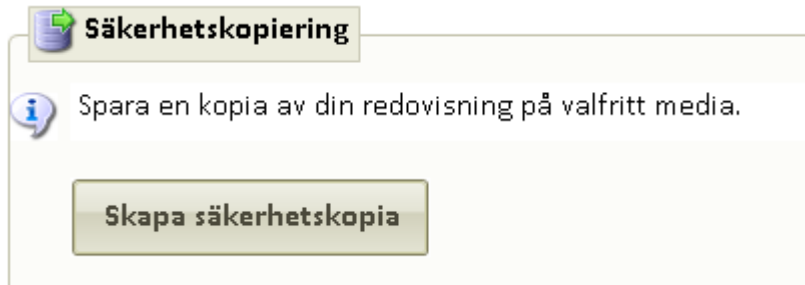 Säkerhetskopiering
Spara en kopia av din redovisning på valfritt media.
Skapa säkerhetskopia